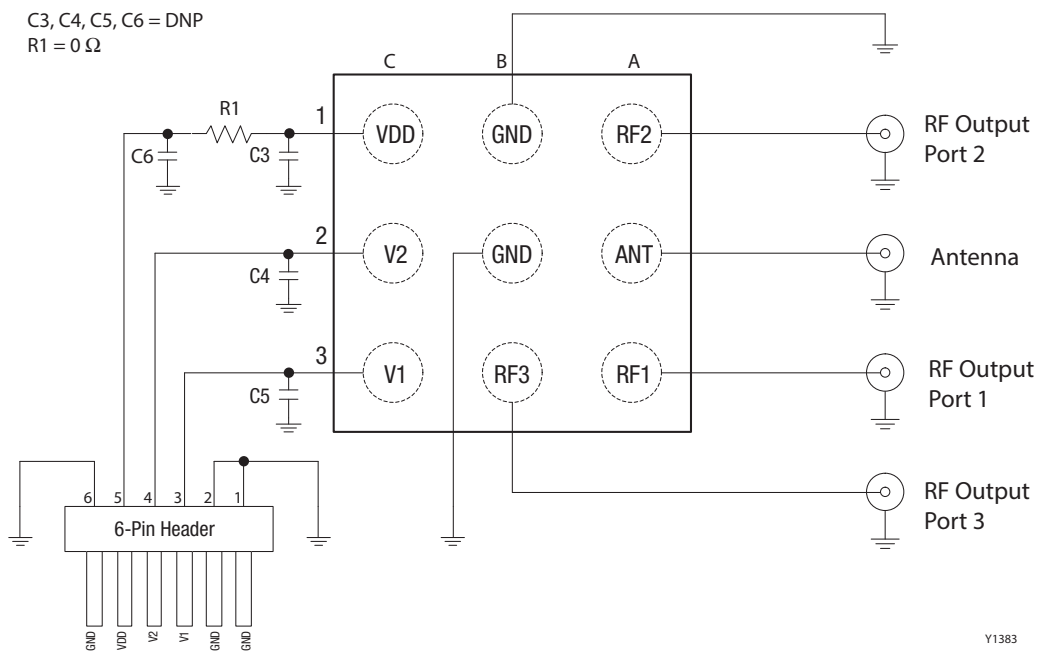 C3, C4, C5, C6 = DNP
R1 = 0 Ω
C B A
R1
1
VDD GND RF2
RF Output
Port 2
C6 C3
2
V2 GND ANT
Antenna
C4
3
V1 RF3 RF1
RF Output
Port 1
C5
RF Output
Port 3
6 5 4 3 2 1
6-Pin Header
GND
VDD
V2
V1
GND
GND
Y1383